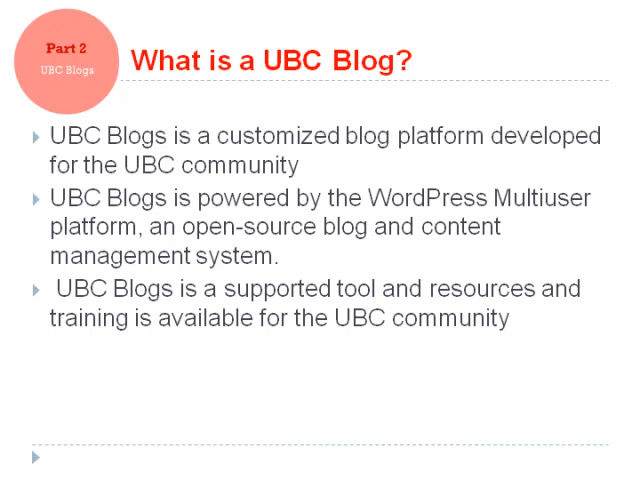 Part 2
UBC Blogs
What is a UBC Blog?
UBC Blogs is a customized blog platform developed
for the UBC community
UBC Blogs is powered by the WordPress Multiuser
platform, an open-source blog and content
management system.
UBC Blogs is a supported tool and resources and
training is available for the UBC community